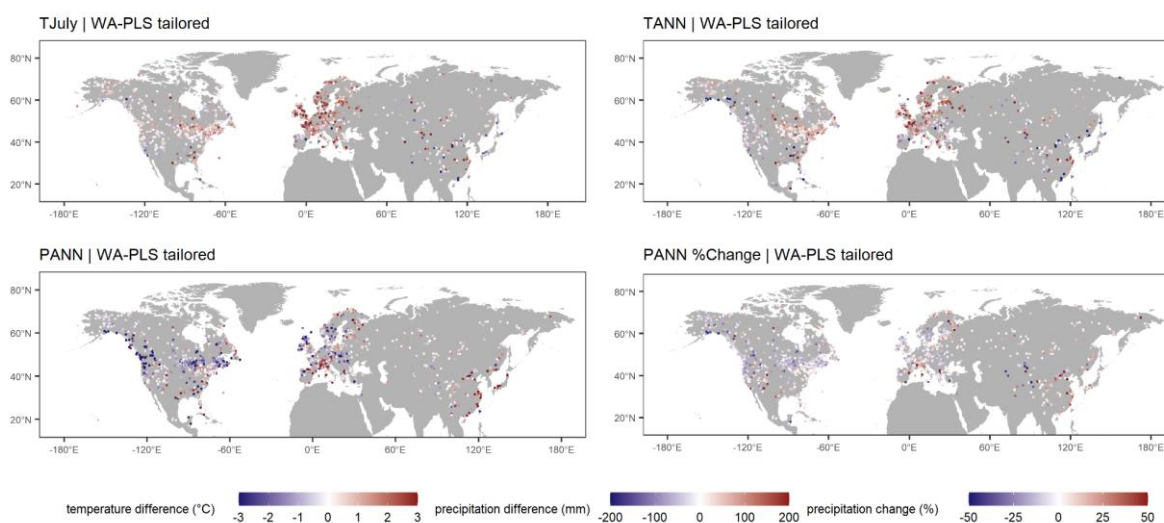 TJuly | WA-PLS tailored
TANN | WA-PLS tailored
80°N
60°N
40°N
20°N
-180°E -120°E -60°E 0°E 60°E 120°E 180°E
80°N
60°N
40°N
20°N
-180°E -120°E -60°E 0°E 60°E 120°E 180°E
PANN | WA-PLS tailored
PANN %Change | WA-PLS tailored
80°N
60°N
40°N
20°N
-180°E -120°E -60°E 0°E 60°E 120°E 180°E
80°N
60°N
40°N
20°N
-180°E -120°E -60°E 0°E 60°E 120°E 180°E
temperature difference (°C)
-3 -2 -1 0 1 2 3
precipitation difference (mm)
-200 -100 0 100 200
precipitation change (%)
-50 -25 0 25 50